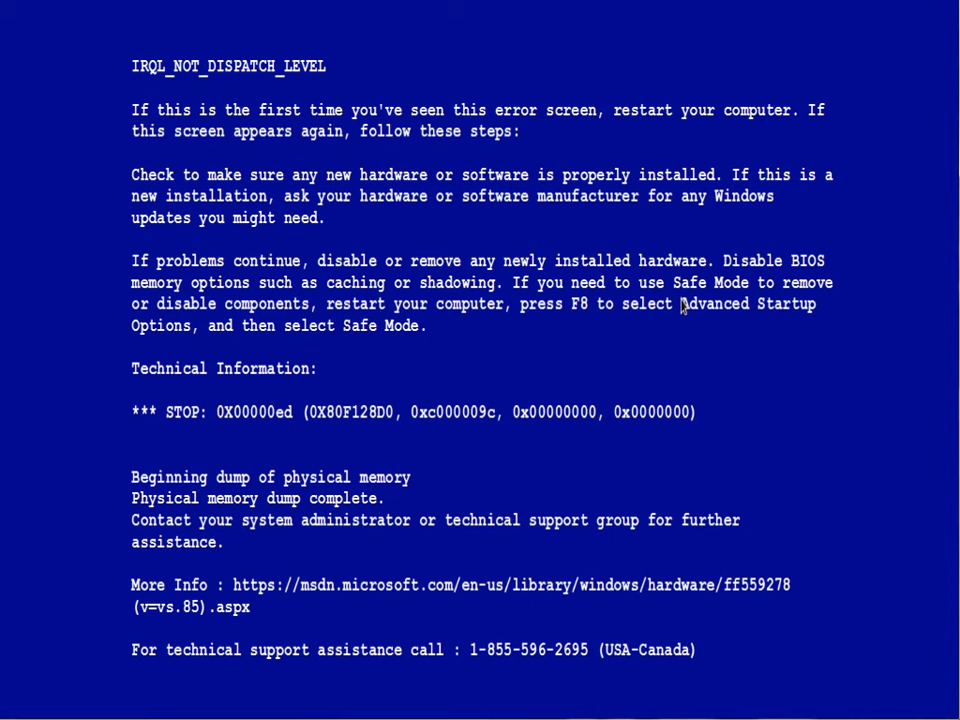 IRQL_NOT_DISPATCH_LEVEL
If this is the first time you've seen this error screen, restart your computer. If
this screen appears again, follow these steps:
Check to make sure any new hardware or software is properly installed. If this is a
new installation, ask your hardware or software manufacturer for any Windows
updates you might need.
If problems continue, disable or remove any newly installed hardware. Disable BIOS
memory options such as caching or shadowing. If you need to use Safe Mode to remove
or disable components, restart your computer, press F8 to select Advanced Startup
Options, and then select Safe Mode.
Technical Information:
*** STOP: 0X00000ed (0X80F128D0, 0xc000009c, 0x00000000, 0x0000000)
Beginning dump of physical memory
Physical memory dump complete.
Contact your system administrator or technical support group for further
assistance.
More Info : https://msdn.microsoft.com/en-us/library/windows/hardware/ff559278
(v=vs.85).aspx
For technical support assistance call : 1-855-596-2695 (USA-Canada)